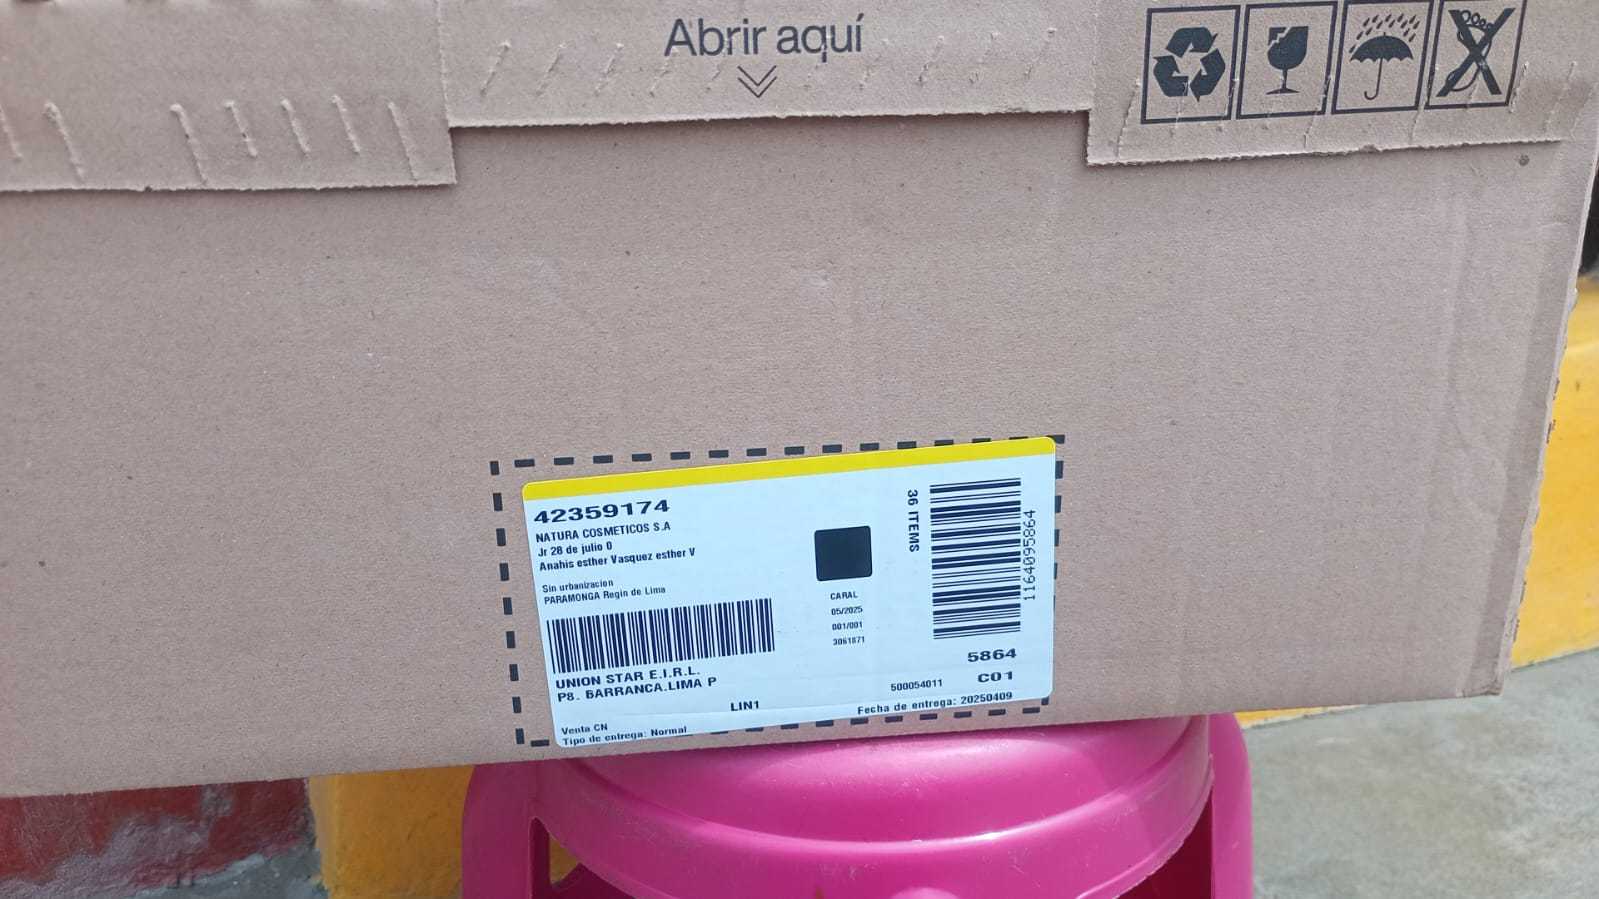 Abrir aquí
42359174
NATURA COSMETICOS S.A
Jr 28 de julio 0
Anahis esther Vasquez esther V
Sin urbanizacion
PARAMONGA Regin de Lima
UNION STAR E.I.R.L.
P8. BARRANCA.LIMA P
LIN1
Venta CN
Tipo de entrega: Normal
CARAL
05/2025
001/001
3061871
36 ITEMS
1164095864
5864
500054011
C01
Fecha de entrega: 20250409